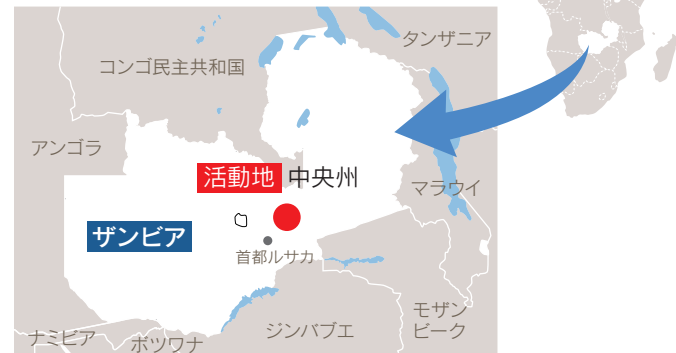 タンザニア
コンゴ民主共和国
アンゴラ
活動地 中央州
マラウイ
ザンビア
首都ルサカ
モザン
ビーク
ジンバブエ
ナミビア
ボツワナ